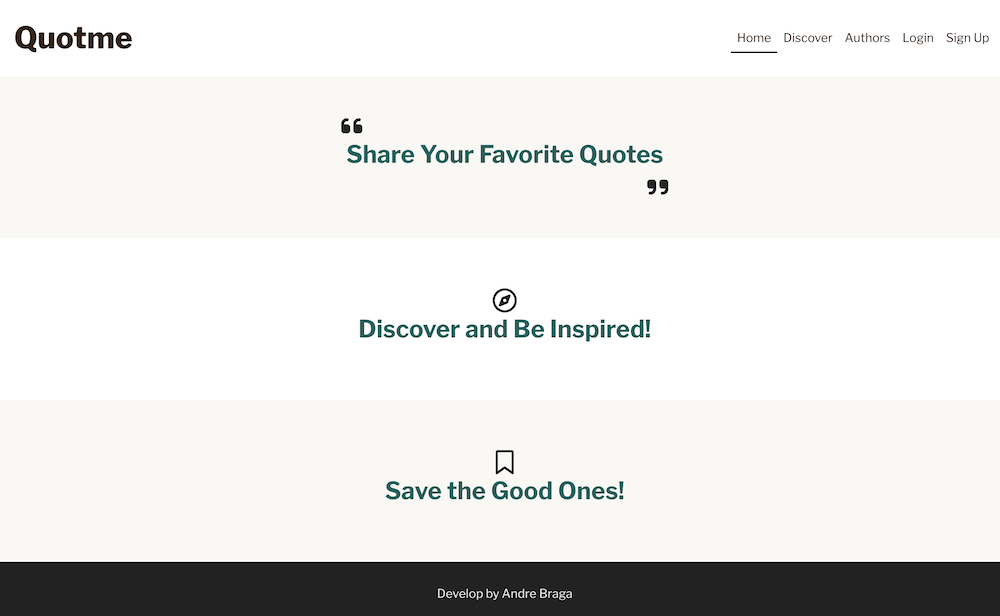 Quotme
Home Discover Authors Login Sign Up
“
Share Your Favorite Quotes
”
Discover and Be Inspired!
Save the Good Ones!
Develop by Andre Braga